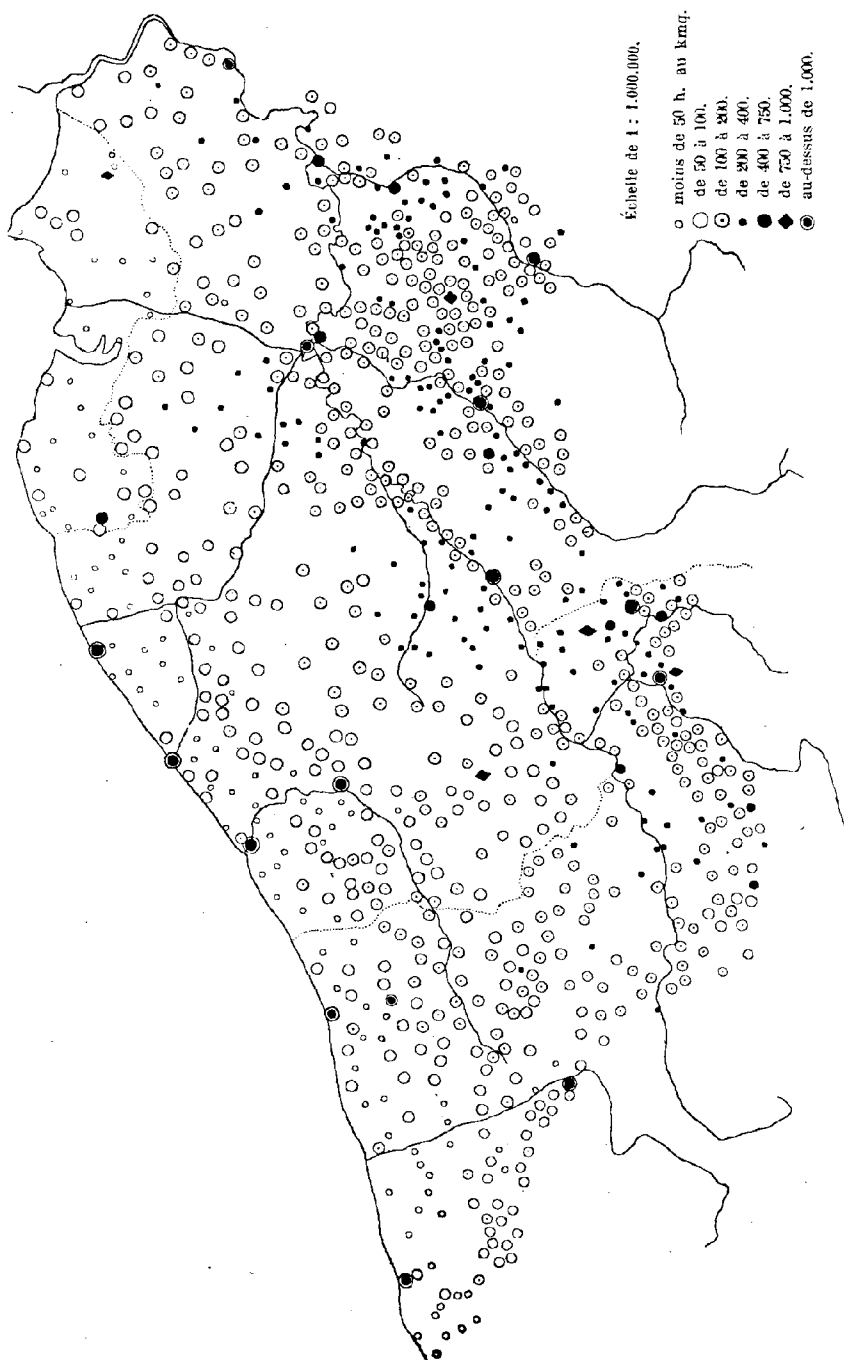 Échelle de 1 : 1.000.000.
moins de 50 h. au kmq.
de 50 à 100.
de 100 à 200.
de 200 à 400.
de 400 à 750.
de 750 à 1.000.
au-dessus de 1.000.